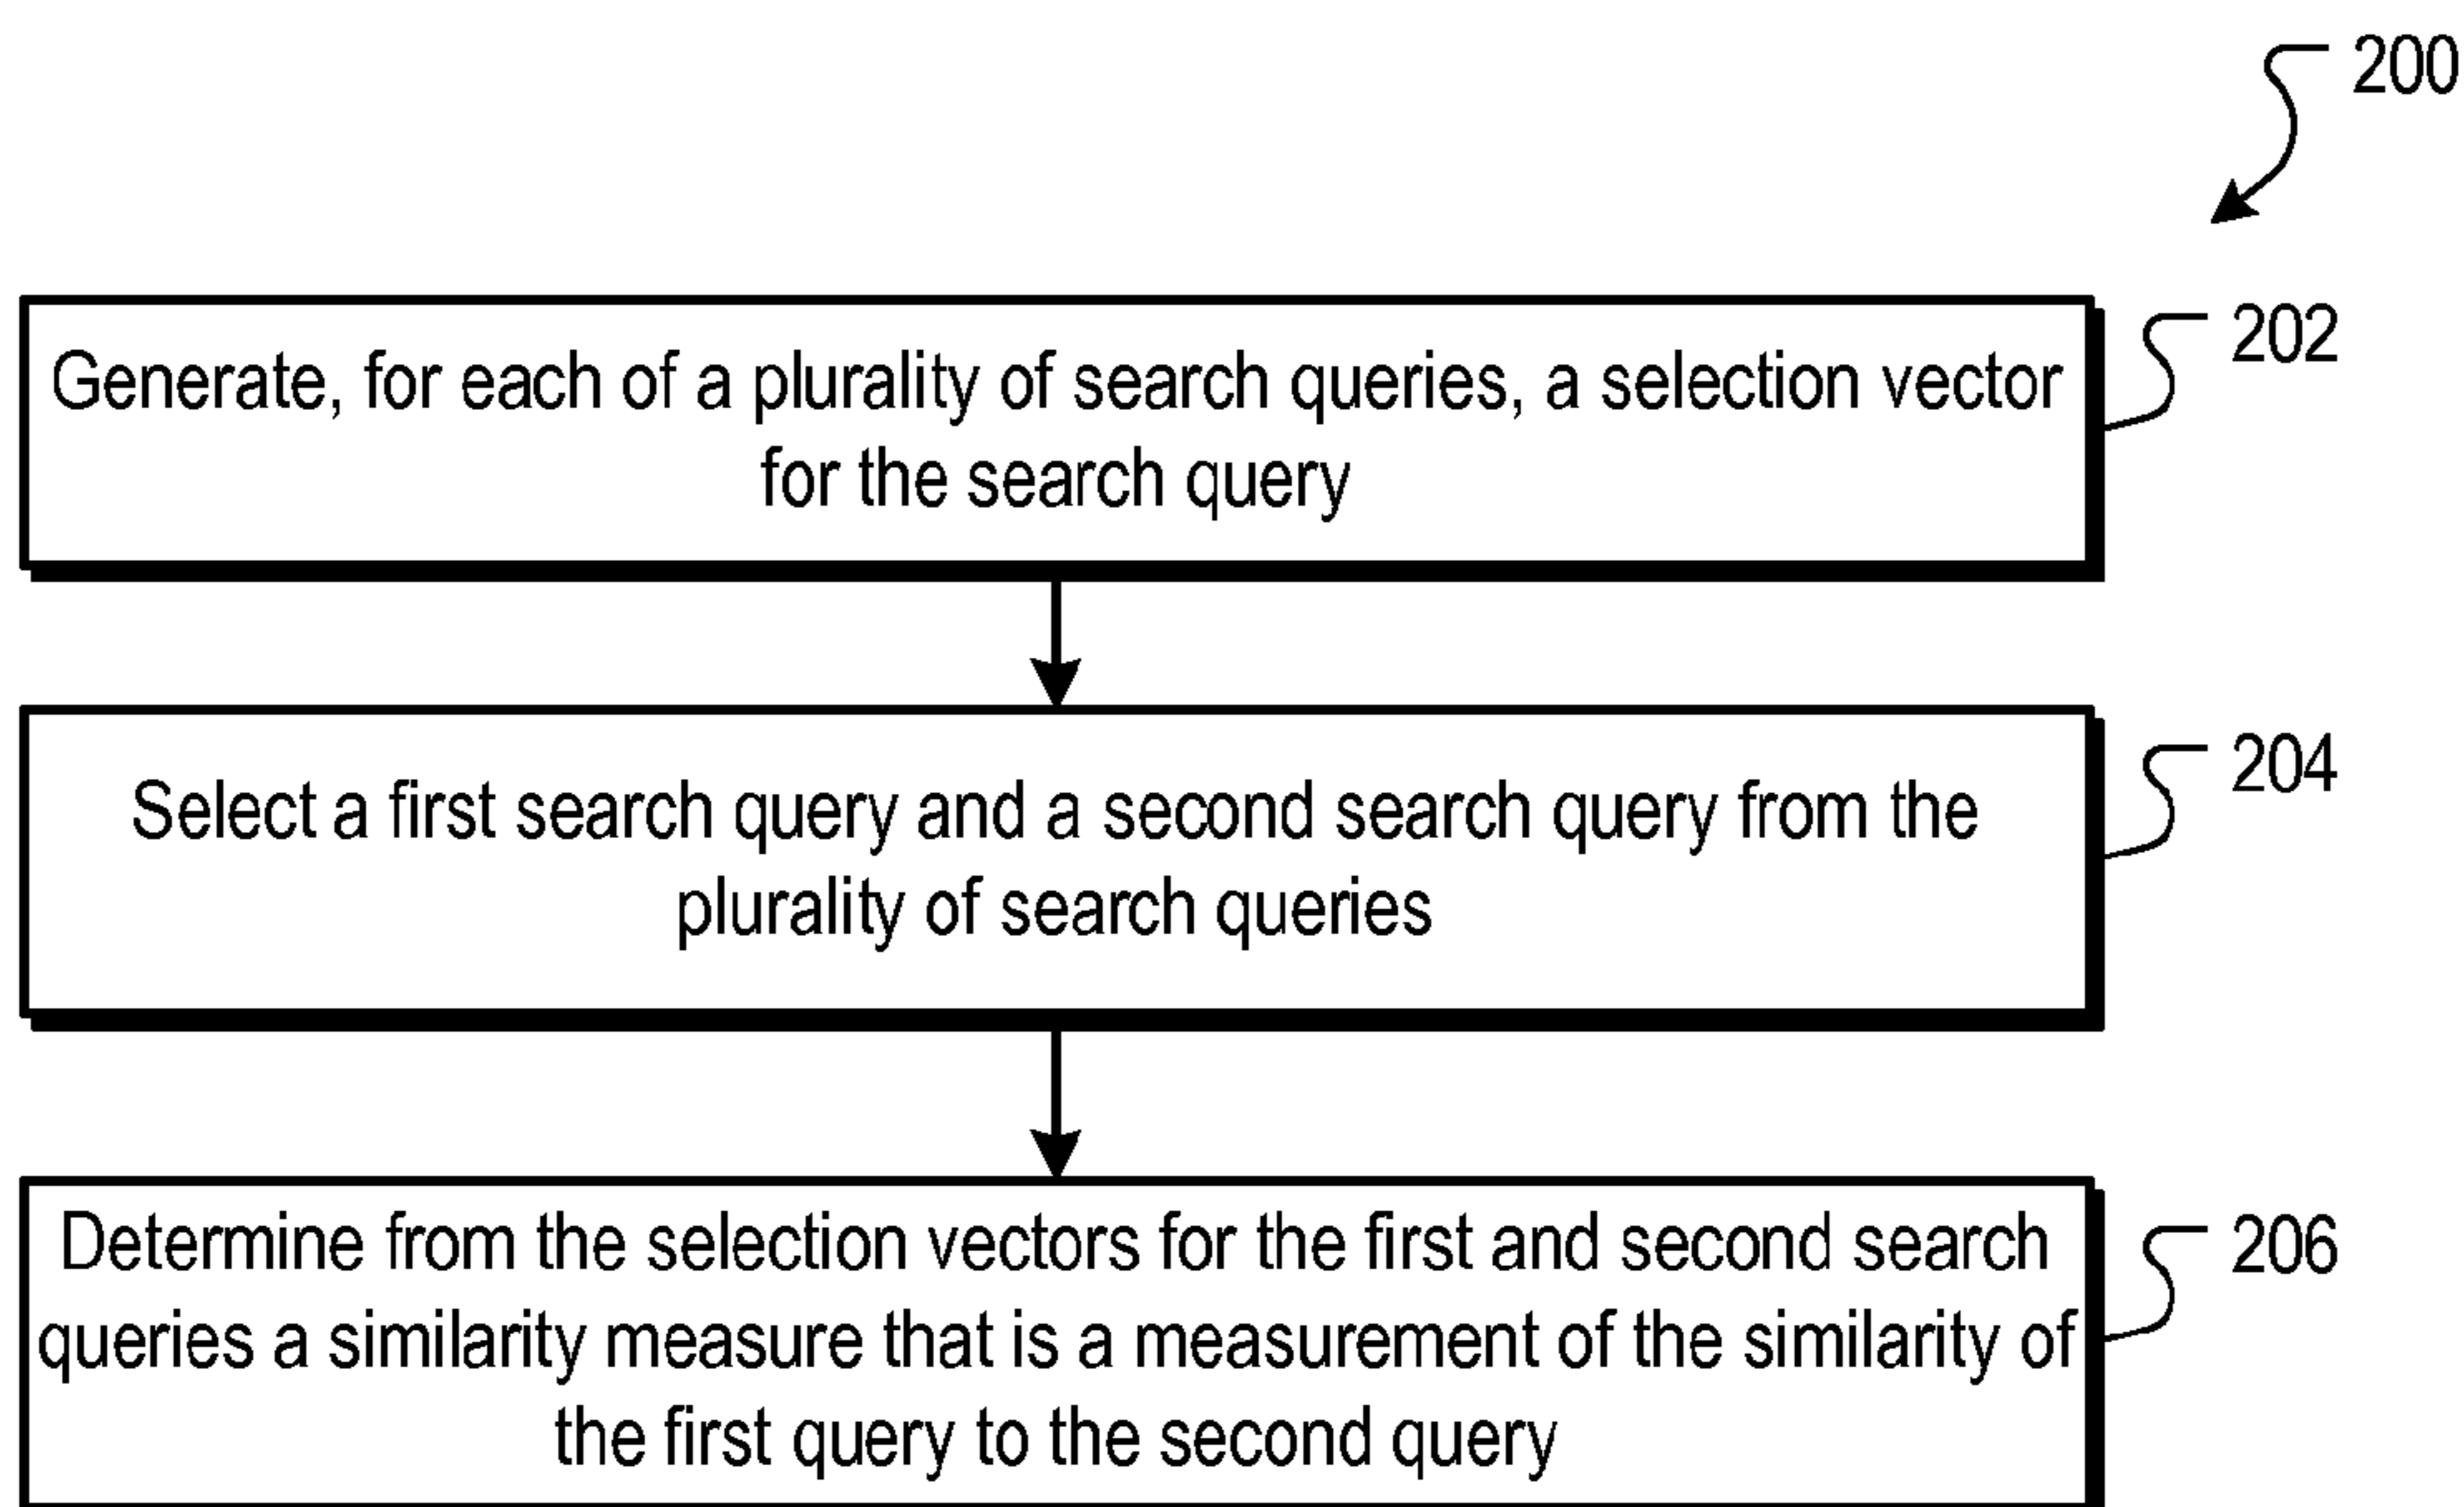 200
Generate, for each of a plurality of search queries, a selection vector
for the search query
202
Select a first search query and a second search query from the
plurality of search queries
204
Determine from the selection vectors for the first and second search
queries a similarity measure that is a measurement of the similarity of
the first query to the second query
206